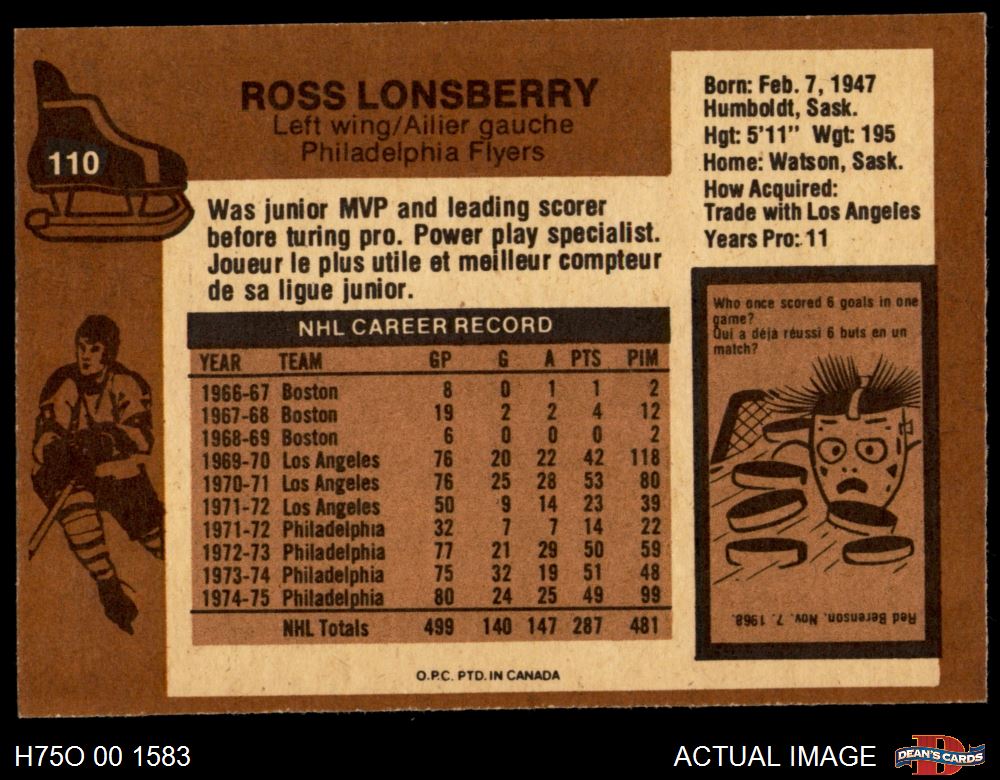 110
ROSS LONSBERRY
Left wing/Ailier gauche
Philadelphia Flyers
Born: Feb. 7, 1947
Humboldt, Sask.
Hgt: 5'11" Wgt: 195
Home: Watson, Sask.
How Acquired:
Trade with Los Angeles
Years Pro: 11
Was junior MVP and leading scorer
before turing pro. Power play specialist.
Joueur le plus utile et meilleur compteur
de sa ligue junior.
NHL CAREER RECORD
YEAR TEAM GP G A PTS PIM
1966-67 Boston 8 0 1 1 2
1967-68 Boston 19 2 2 4 12
1968-69 Boston 6 0 0 0 2
1969-70 Los Angeles 76 20 22 42 118
1970-71 Los Angeles 76 25 28 53 80
1971-72 Los Angeles 50 9 14 23 39
1971-72 Philadelphia 32 7 7 14 22
1972-73 Philadelphia 77 21 29 50 59
1973-74 Philadelphia 75 32 19 51 48
1974-75 Philadelphia 80 24 25 49 99
NHL Totals 499 140 147 287 481
Who once scored 6 goals in one
game?
Qui a déja réussi 6 buts en un
match?
Red Berenson. Nov. 7. 1968.
O.P.C. PTD. IN CANADA
H75O 00 1583
ACTUAL IMAGE
D
DEAN'S CARDS